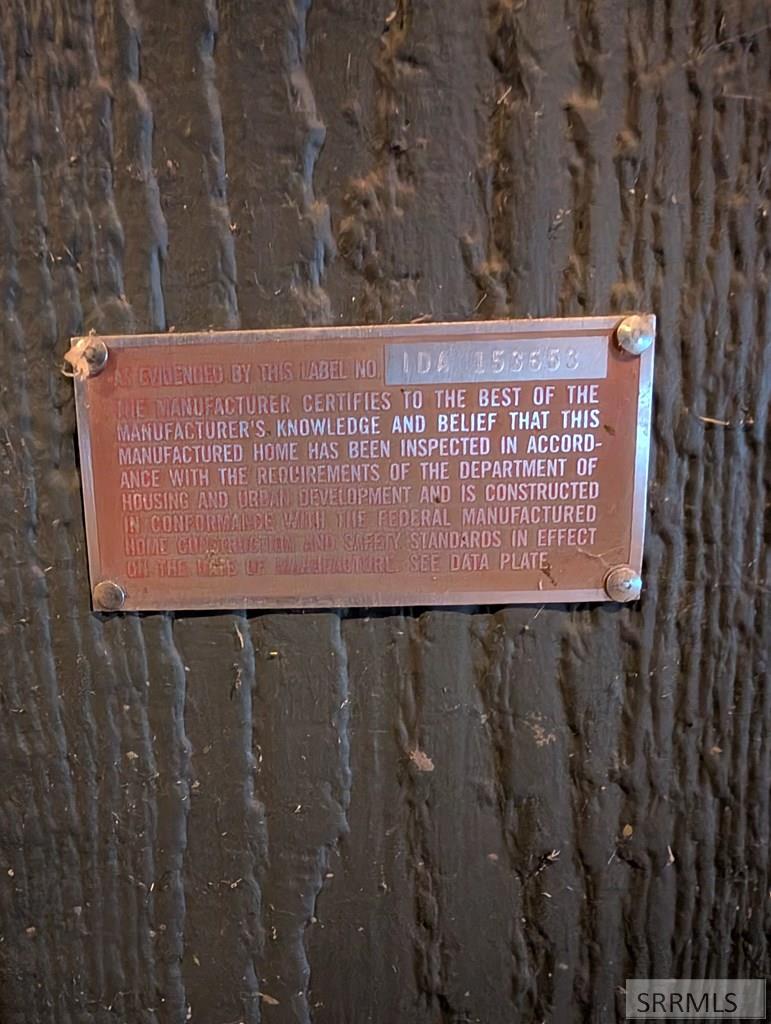 AS EVIDENCED BY THIS LABEL NO. IDA 153653
THE MANUFACTURER CERTIFIES TO THE BEST OF THE
MANUFACTURER'S KNOWLEDGE AND BELIEF THAT THIS
MANUFACTURED HOME HAS BEEN INSPECTED IN ACCORD-
ANCE WITH THE REQUIREMENTS OF THE DEPARTMENT OF
HOUSING AND URBAN DEVELOPMENT AND IS CONSTRUCTED
IN CONFORMANCE WITH THE FEDERAL MANUFACTURED
HOME CONSTRUCTION AND SAFETY STANDARDS IN EFFECT
ON THE DATE OF MANUFACTURE. SEE DATA PLATE.
SRRMLS